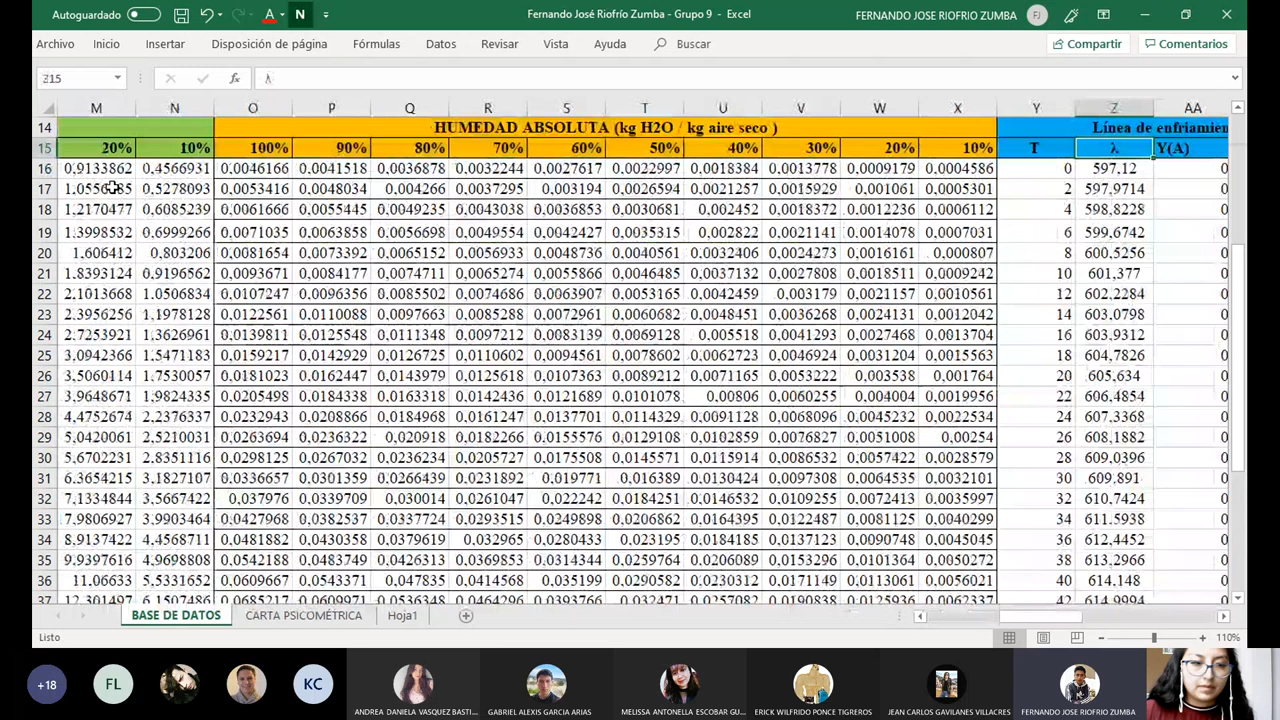 Autoguardado N Fernando José Riofrío Zumba - Grupo 9 - Excel FERNANDO JOSE RIOFRIO ZUMBA FJ
Archivo Inicio Insertar Disposición de página Fórmulas Datos Revisar Vista Ayuda Buscar Compartir Comentarios
Z15 fx λ
M N O P Q R S T U V W X Y Z AA
14 HUMEDAD ABSOLUTA (kg H2O / kg aire seco ) Línea de enfriamien
15 20% 10% 100% 90% 80% 70% 60% 50% 40% 30% 20% 10% T λ Y(A)
16 0,9133862 0,4566931 0,0046166 0,0041518 0,0036878 0,0032244 0,0027617 0,0022997 0,0018384 0,0013778 0,0009179 0,0004586 0 597,12 0
17 0,5278093 0,0053416 0,0048034 0,004266 0,0037295 0,003194 0,0026594 0,0021257 0,0015929 0,001061 0,0005301 2 597,9714 0
18 1,2170477 0,6085239 0,0061666 0,0055445 0,0049235 0,0043038 0,0036853 0,0030681 0,002452 0,0018372 0,0012236 0,0006112 4 598,8228 0
19 1,3998532 0,6999266 0,0071035 0,0063858 0,0056698 0,0049554 0,0042427 0,0035315 0,002822 0,0021141 0,0014078 0,0007031 6 599,6742 0
20 1,606412 0,803206 0,0081654 0,0073392 0,0065152 0,0056933 0,0048736 0,0040561 0,0032406 0,0024273 0,0016161 0,000807 8 600,5256 0
21 1,8393124 0,9196562 0,0093671 0,0084177 0,0074711 0,0065274 0,0055866 0,0046485 0,0037132 0,0027808 0,0018511 0,0009242 10 601,377 0
22 2,1013668 1,0506834 0,0107247 0,0096356 0,0085502 0,0074686 0,0063907 0,0053165 0,0042459 0,003179 0,0021157 0,0010561 12 602,2284 0
23 2,3956256 1,1978128 0,0122561 0,0110088 0,0097663 0,0085288 0,0072961 0,0060682 0,0048451 0,0036268 0,0024131 0,0012042 14 603,0798 0
24 2,7253921 1,3626961 0,0139811 0,0125548 0,0111348 0,0097212 0,0083139 0,0069128 0,005518 0,0041293 0,0027468 0,0013704 16 603,9312 0
25 3,0942366 1,5471183 0,0159217 0,0142929 0,0126725 0,0110602 0,0094561 0,0078602 0,0062723 0,0046924 0,0031204 0,0015563 18 604,7826 0
26 3,5060114 1,7530057 0,0181023 0,0162447 0,0143979 0,0125618 0,0107363 0,0089212 0,0071165 0,0053222 0,003538 0,001764 20 605,634 0
27 3,9648671 1,9824335 0,0205498 0,0184338 0,0163318 0,0142436 0,0121689 0,0101078 0,00806 0,0060255 0,004004 0,0019956 22 606,4854 0
28 4,4752674 2,2376337 0,0232943 0,0208866 0,0184968 0,0161247 0,0137701 0,0114329 0,0091128 0,0068096 0,0045232 0,0022534 24 607,3368 0
29 5,0420061 2,5210031 0,0263694 0,0236322 0,020918 0,0182266 0,0155576 0,0129108 0,0102859 0,0076827 0,0051008 0,00254 26 608,1882 0
30 5,6702231 2,8351116 0,0298125 0,0267032 0,0236234 0,0205727 0,0175508 0,0145571 0,0115914 0,0086532 0,0057422 0,0028579 28 609,0396 0
31 6,3654215 3,1827107 0,0336657 0,0301359 0,0266439 0,0231892 0,019771 0,016389 0,0130424 0,0097308 0,0064535 0,0032101 30 609,891 0
32 7,1334844 3,5667422 0,037976 0,0339709 0,030014 0,0261047 0,022242 0,0184251 0,0146532 0,0109255 0,0072413 0,0035997 32 610,7424 0
33 7,9806927 3,9903464 0,0427968 0,0382537 0,0337724 0,0293515 0,0249898 0,0206862 0,0164395 0,0122487 0,0081125 0,0040299 34 611,5938 0
34 8,9137422 4,4568711 0,0481882 0,0430358 0,0379619 0,032965 0,0280433 0,023195 0,0184186 0,0137123 0,0090748 0,0045045 36 612,4452 0
35 9,9397616 4,9698808 0,0542188 0,0483749 0,0426313 0,0369853 0,0314344 0,0259764 0,0206089 0,0153296 0,0101364 0,0050272 38 613,2966 0
36 11,06633 5,5331652 0,0609667 0,0543371 0,047835 0,0414568 0,035199 0,0290582 0,0230312 0,0171149 0,0113061 0,0056021 40 614,148 0
37 12,301497 6,1507486 0,0685217 0,0609971 0,0536348 0,0464296 0,0393766 0,032471 0,0257082 0,0190838 0,0125936 0,0062337 42 614,9994 0
BASE DE DATOS CARTA PSICOMÉTRICA Hoja1
Listo 110%
+18 FL KC ANDREA DANIELA VASQUEZ BASTI... GABRIEL ALEXIS GARCIA ARIAS MELISSA ANTONELLA ESCOBAR GU... ERICK WILFRIDO PONCE TIGREROS JEAN CARLOS GAVILANES VILLACRES FERNANDO JOSE RIOFRIO ZUMBA